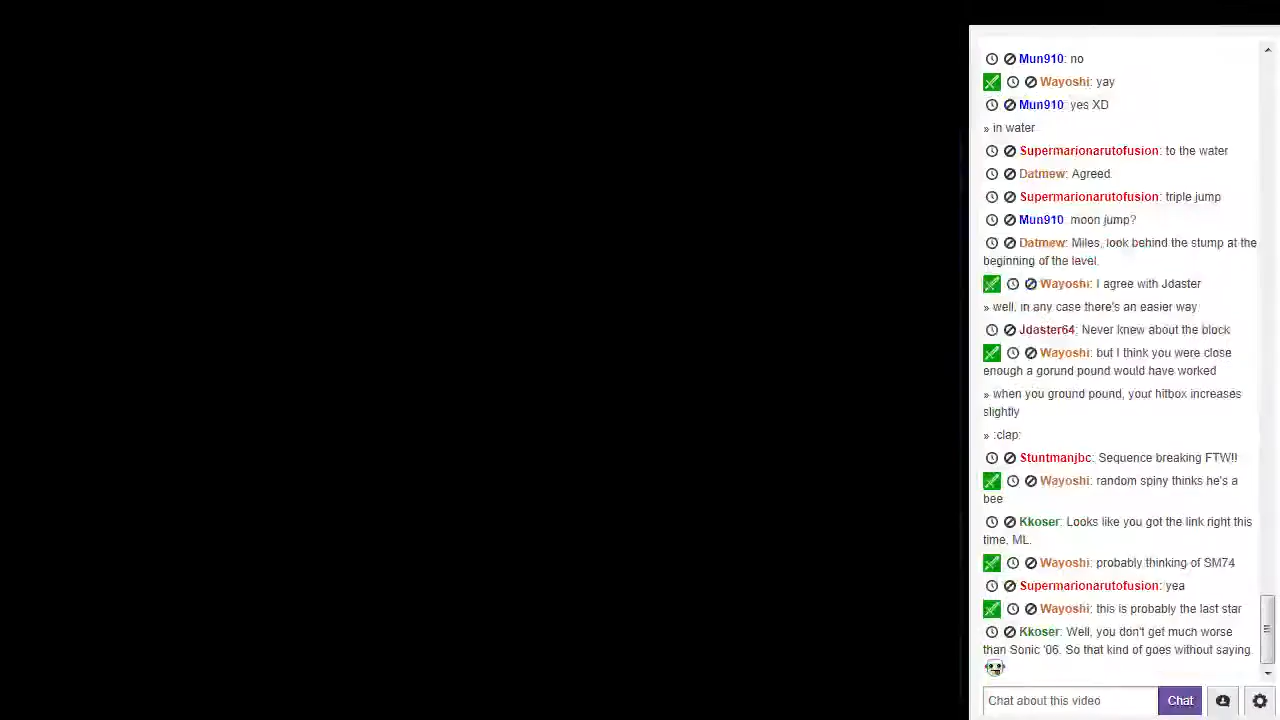 Mun910: no
Wayoshi: yay
Mun910: yes XD
» in water
Supermarionarutofusion: to the water
Datmew: Agreed.
Supermarionarutofusion: triple jump
Mun910: moon jump?
Datmew: Miles, look behind the stump at the
beginning of the level.
Wayoshi: I agree with Jdaster
» well, in any case there's an easier way
Jdaster64: Never knew about the block
Wayoshi: but I think you were close
enough a gorund pound would have worked
» when you ground pound, your hitbox increases
slightly
» :clap:
Stuntmanjbc: Sequence breaking FTW!!
Wayoshi: random spiny thinks he's a
bee
Kkoser: Looks like you got the link right this
time, ML.
Wayoshi: probably thinking of SM74
Supermarionarutofusion: yea
Wayoshi: this is probably the last star
Kkoser: Well, you don't get much worse
than Sonic '06. So that kind of goes without saying.
Chat about this video
Chat